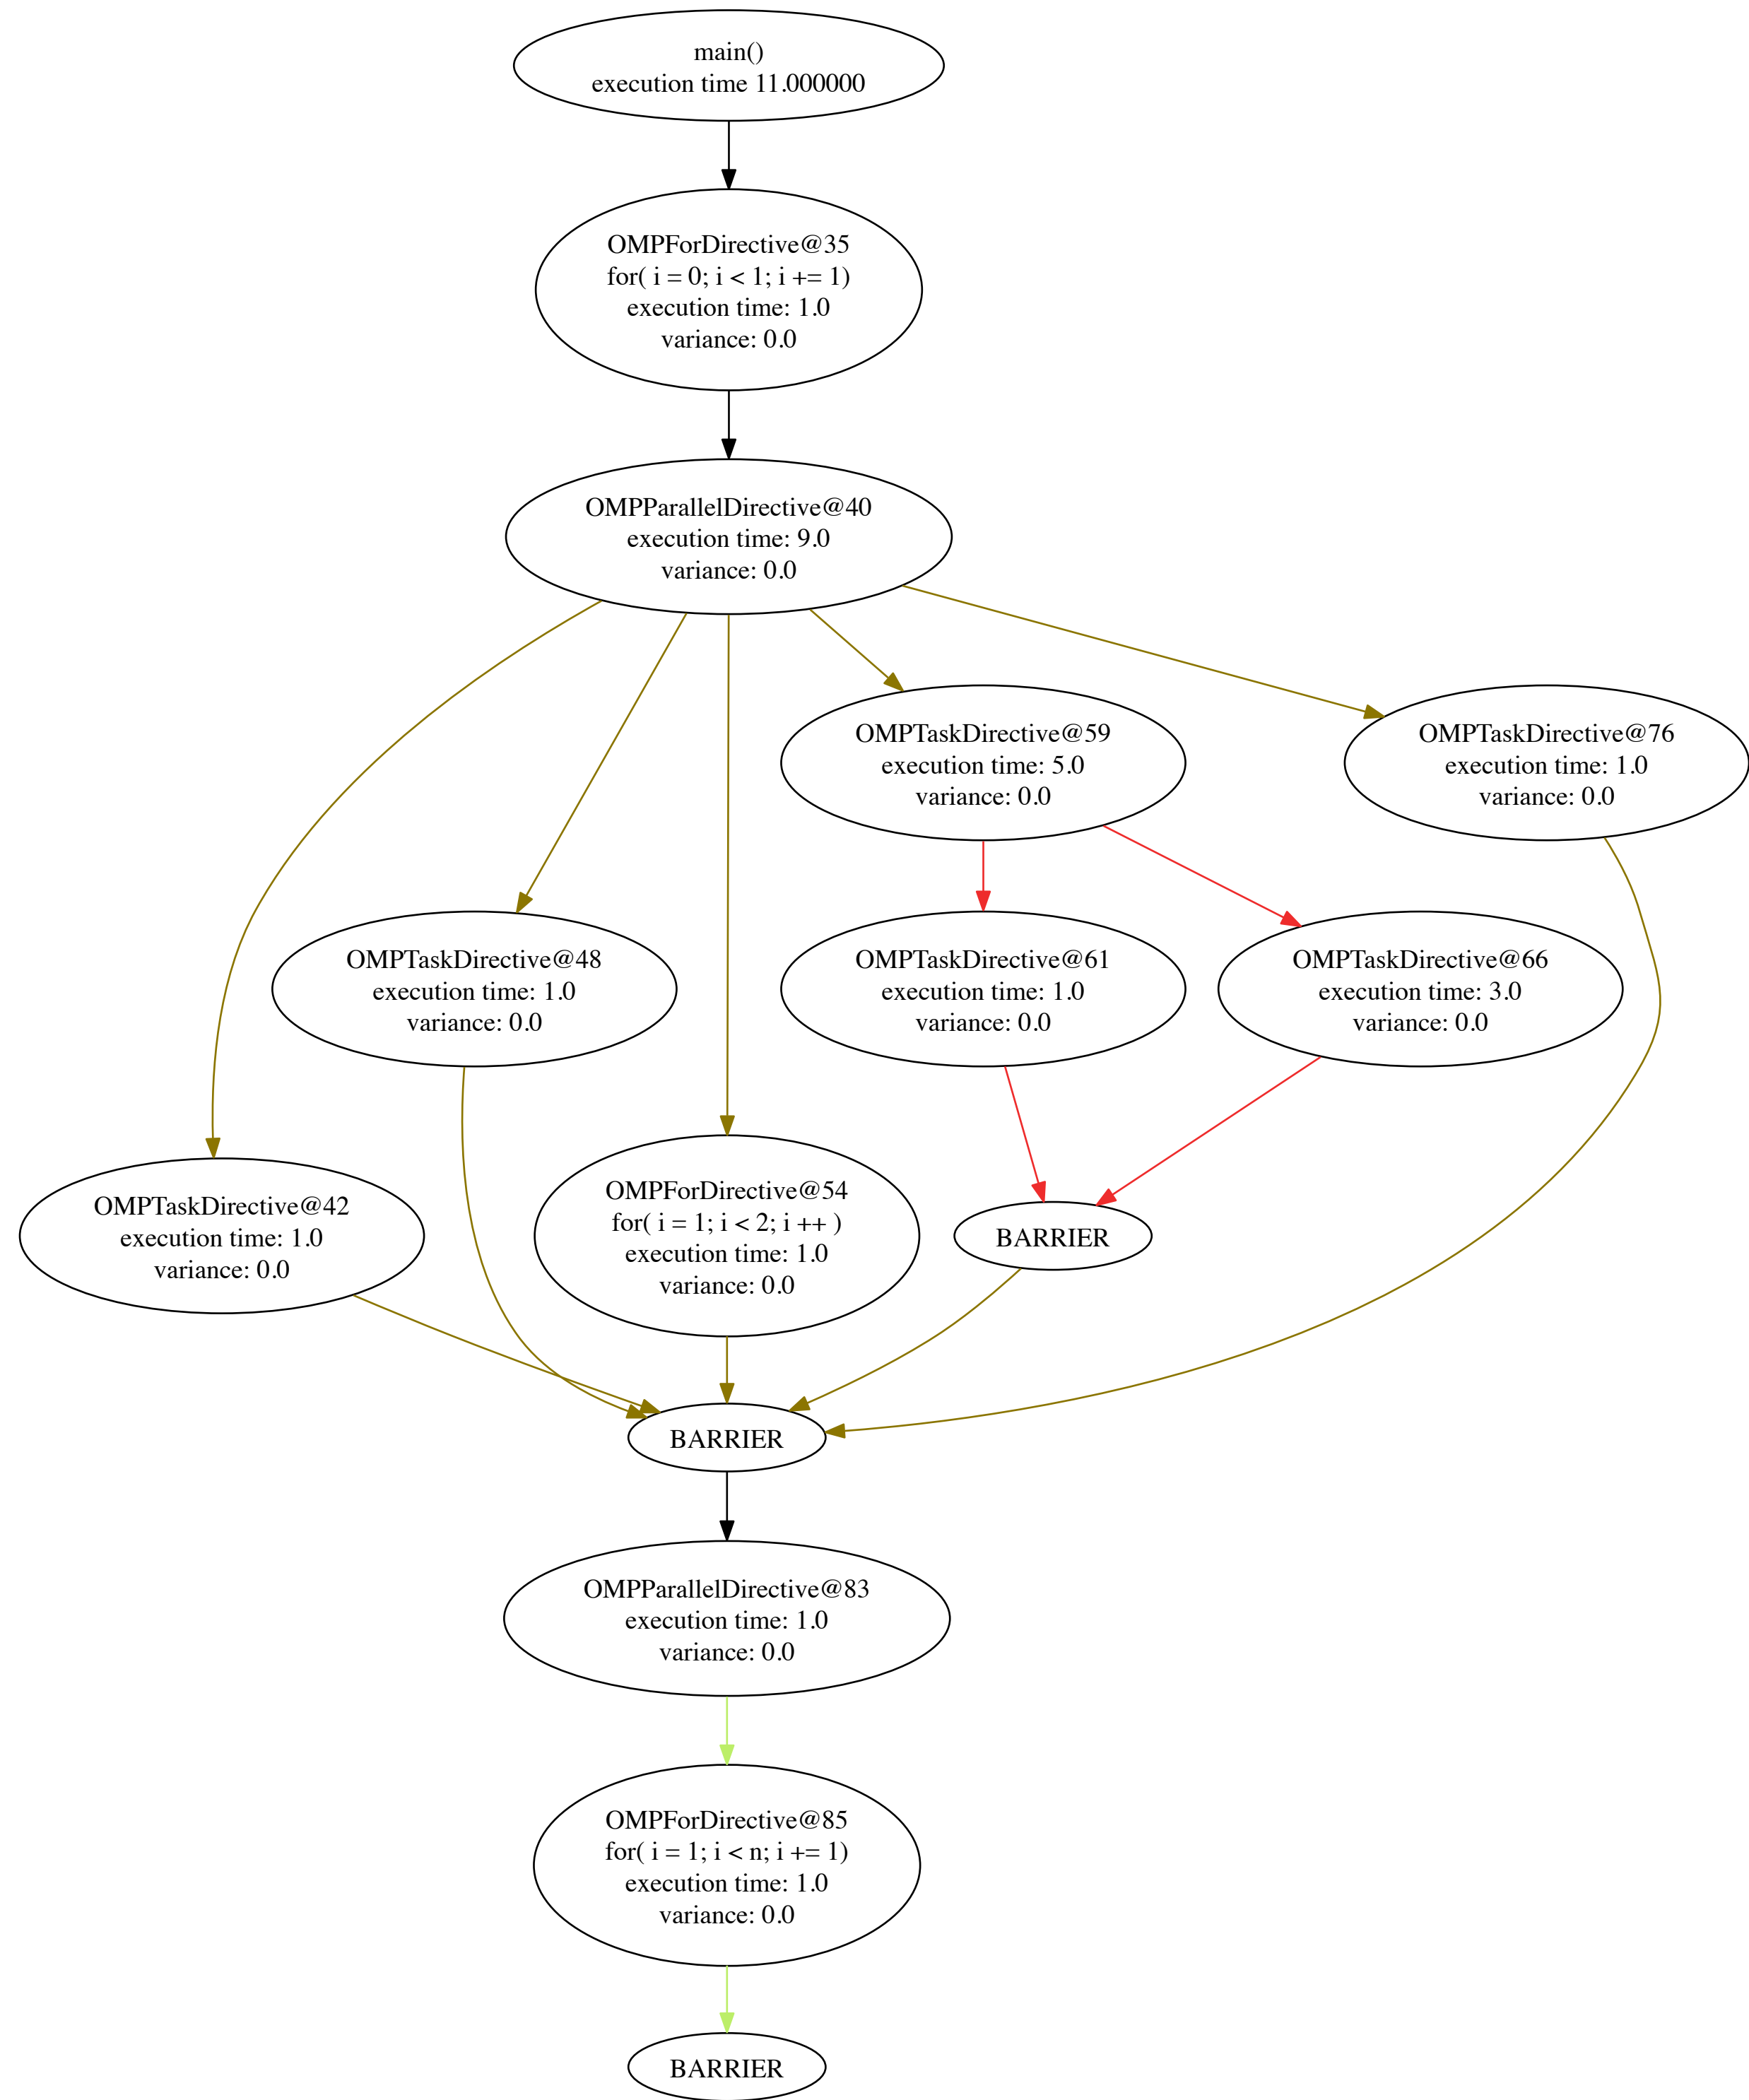 main()
execution time 11.000000
OMPForDirective@35
for( i = 0; i < 1; i += 1)
execution time: 1.0
variance: 0.0
OMPParallelDirective@40
execution time: 9.0
variance: 0.0
OMPTaskDirective@59
execution time: 5.0
variance: 0.0
OMPTaskDirective@76
execution time: 1.0
variance: 0.0
OMPTaskDirective@48
execution time: 1.0
variance: 0.0
OMPTaskDirective@61
execution time: 1.0
variance: 0.0
OMPTaskDirective@66
execution time: 3.0
variance: 0.0
OMPTaskDirective@42
execution time: 1.0
variance: 0.0
OMPForDirective@54
for( i = 1; i < 2; i ++ )
execution time: 1.0
variance: 0.0
BARRIER
BARRIER
OMPParallelDirective@83
execution time: 1.0
variance: 0.0
OMPForDirective@85
for( i = 1; i < n; i += 1)
execution time: 1.0
variance: 0.0
BARRIER